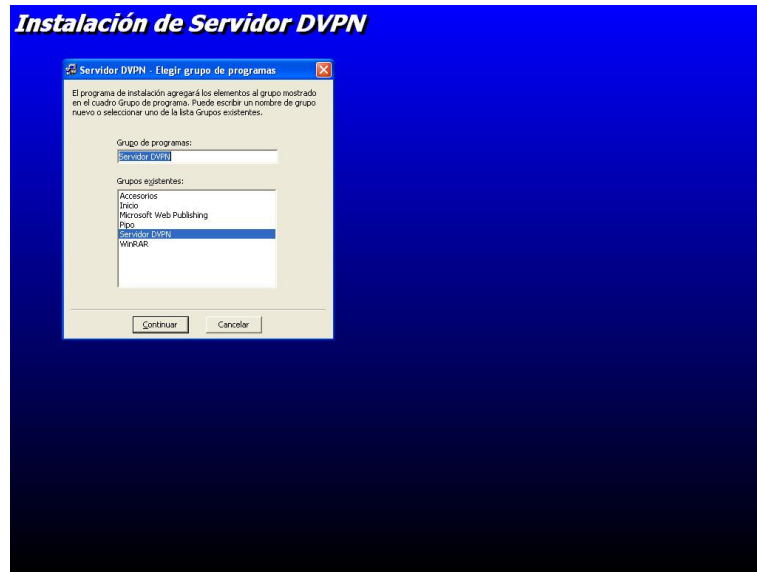 Instalación de Servidor DVPN
Servidor DVPN - Elegir grupo de programas
El programa de instalación agregará los elementos al grupo mostrado
en el cuadro Grupo de programa. Puede escribir un nombre de grupo
nuevo o seleccionar uno de la lista Grupos existentes.
Grupo de programas:
Servidor DVPN
Grupos existentes:
Accesorios
Inicio
Microsoft Web Publishing
Pipo
Servidor DVPN
WinRAR
Continuar
Cancelar